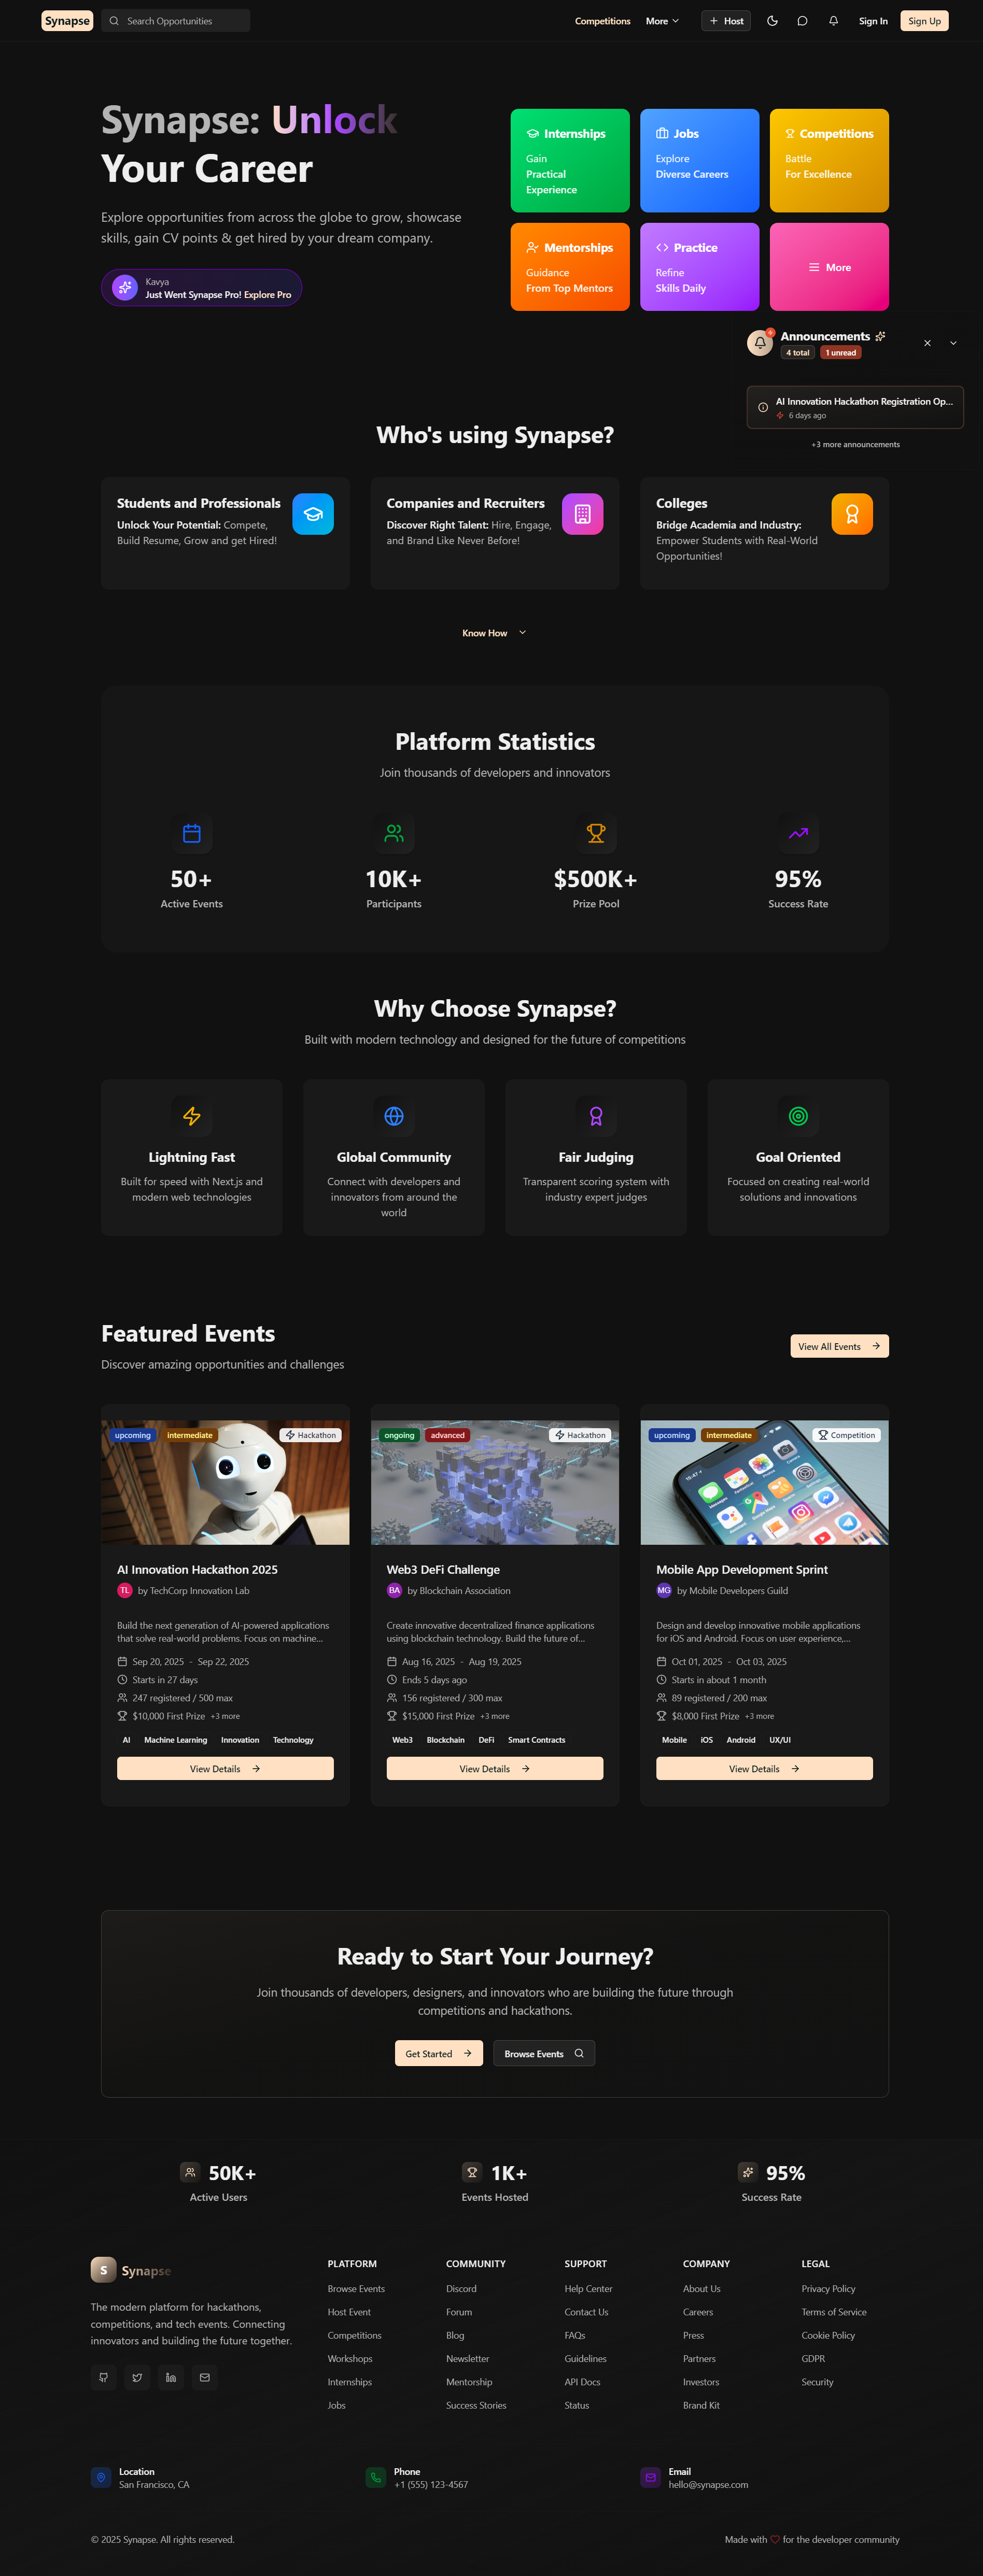 Synapse
Search Opportunities
Competitions
More
Host
Sign In
Sign Up
Synapse: Unlock
Your Career
Explore opportunities from across the globe to grow, showcase
skills, gain CV points & get hired by your dream company.
Kavya
Just Went Synapse Pro! Explore Pro
Internships
Gain
Practical
Experience
Jobs
Explore
Diverse Careers
Competitions
Battle
For Excellence
Mentorships
Guidance
From Top Mentors
Practice
Refine
Skills Daily
More
Announcements
4 total
1 unread
AI Innovation Hackathon Registration Op...
6 days ago
+3 more announcements
Who's using Synapse?
Students and Professionals
Unlock Your Potential: Compete,
Build Resume, Grow and get Hired!
Companies and Recruiters
Discover Right Talent: Hire, Engage,
and Brand Like Never Before!
Colleges
Bridge Academia and Industry:
Empower Students with Real-World
Opportunities!
Know How
Platform Statistics
Join thousands of developers and innovators
50+
Active Events
10K+
Participants
$500K+
Prize Pool
95%
Success Rate
Why Choose Synapse?
Built with modern technology and designed for the future of competitions
Lightning Fast
Built for speed with Next.js and
modern web technologies
Global Community
Connect with developers and
innovators from around the
world
Fair Judging
Transparent scoring system with
industry expert judges
Goal Oriented
Focused on creating real-world
solutions and innovations
Featured Events
Discover amazing opportunities and challenges
View All Events
upcoming
intermediate
Hackathon
AI Innovation Hackathon 2025
TL
by TechCorp Innovation Lab
Build the next generation of AI-powered applications
that solve real-world problems. Focus on machine...
Sep 20, 2025 - Sep 22, 2025
Starts in 27 days
247 registered / 500 max
$10,000 First Prize +3 more
AI
Machine Learning
Innovation
Technology
View Details
ongoing
advanced
Hackathon
Web3 DeFi Challenge
BA
by Blockchain Association
Create innovative decentralized finance applications
using blockchain technology. Build the future of...
Aug 16, 2025 - Aug 19, 2025
Ends 5 days ago
156 registered / 300 max
$15,000 First Prize +3 more
Web3
Blockchain
DeFi
Smart Contracts
View Details
upcoming
intermediate
Competition
Mobile App Development Sprint
MG
by Mobile Developers Guild
Design and develop innovative mobile applications
for iOS and Android. Focus on user experience,...
Oct 01, 2025 - Oct 03, 2025
Starts in about 1 month
89 registered / 200 max
$8,000 First Prize +3 more
Mobile
iOS
Android
UX/UI
View Details
Ready to Start Your Journey?
Join thousands of developers, designers, and innovators who are building the future through
competitions and hackathons.
Get Started
Browse Events
50K+
Active Users
1K+
Events Hosted
95%
Success Rate
S
Synapse
The modern platform for hackathons,
competitions, and tech events. Connecting
innovators and building the future together.
PLATFORM
Browse Events
Host Event
Competitions
Workshops
Internships
Jobs
COMMUNITY
Discord
Forum
Blog
Newsletter
Mentorship
Success Stories
SUPPORT
Help Center
Contact Us
FAQs
Guidelines
API Docs
Status
COMPANY
About Us
Careers
Press
Partners
Investors
Brand Kit
LEGAL
Privacy Policy
Terms of Service
Cookie Policy
GDPR
Security
Location
San Francisco, CA
Phone
+1 (555) 123-4567
Email
hello@synapse.com
© 2025 Synapse. All rights reserved.
Made with
for the developer community